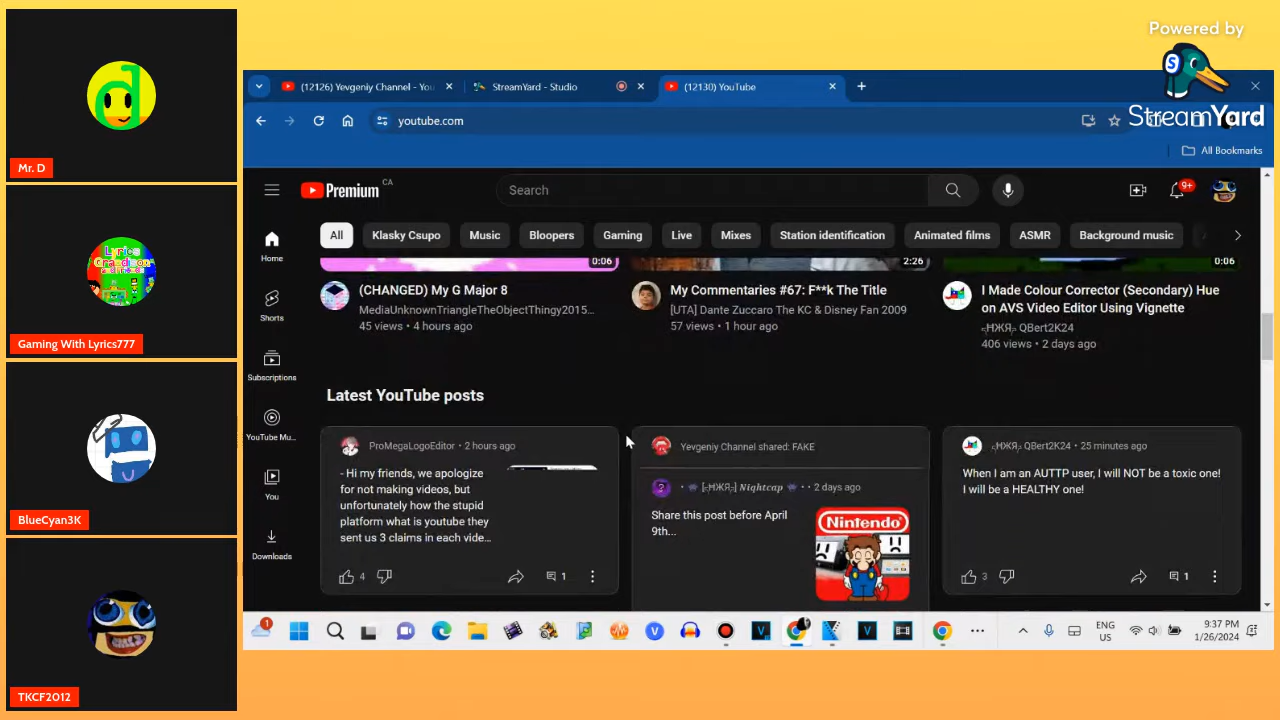 Powered by
StreamYard
Mr. D
Gaming With Lyrics777
BlueCyan3K
TKCF2012
(12126) Yevgeniy Channel - You
StreamYard - Studio
(12130) YouTube
youtube.com
All Bookmarks
Premium CA
Search
9+
All
Klasky Csupo
Music
Bloopers
Gaming
Live
Mixes
Station identification
Animated films
ASMR
Background music
Home
Shorts
Subscriptions
YouTube Mu...
You
Downloads
0:06
(CHANGED) My G Major 8
MediaUnknownTriangleTheObjectThingy2015...
45 views • 4 hours ago
2:26
My Commentaries #67: F**k The Title
[UTA] Dante Zuccaro The KC & Disney Fan 2009
57 views • 1 hour ago
0:06
I Made Colour Corrector (Secondary) Hue
on AVS Video Editor Using Vignette
QBert2K24
406 views • 2 days ago
Latest YouTube posts
ProMegaLogoEditor • 2 hours ago
- Hi my friends, we apologize
for not making videos, but
unfortunately how the stupid
platform what is youtube they
sent us 3 claims in each vide...
4
1
Yevgeniy Channel shared: FAKE
Nightcap • 2 days ago
Share this post before April
9th...
Nintendo
QBert2K24 • 25 minutes ago
When I am an AUTTP user, I will NOT be a toxic one!
I will be a HEALTHY one!
3
1
ENG
US
9:37 PM
1/26/2024